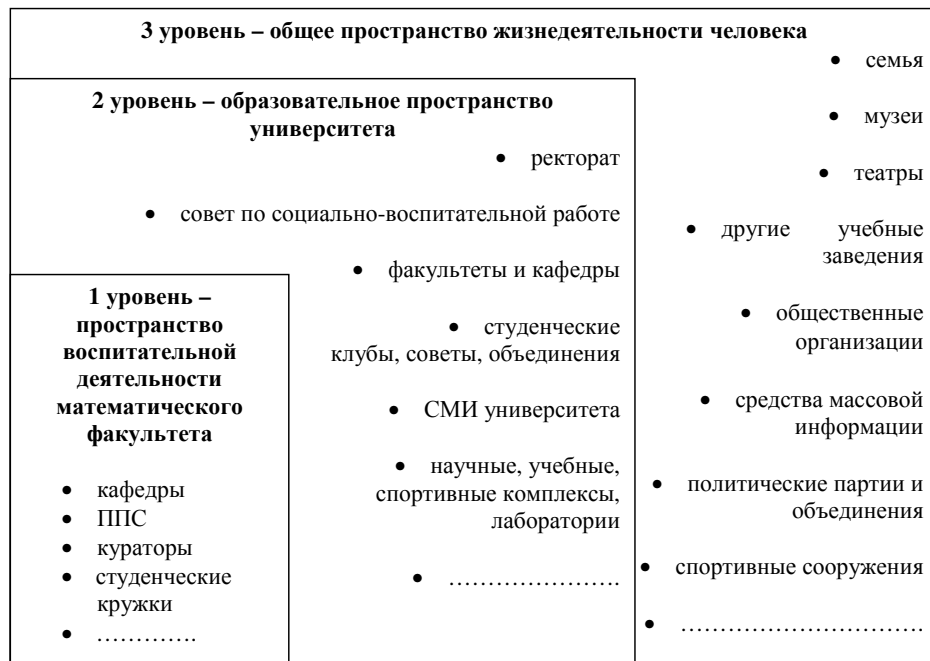 3 уровень – общее пространство жизнедеятельности человека
• семья
• музеи
• театры
• другие учебные
заведения
• общественные
организации
• средства массовой
информации
• политические партии и
объединения
• спортивные сооружения
• ……………………………
2 уровень – образовательное пространство
университета
• ректорат
• совет по социально-воспитательной работе
• факультеты и кафедры
• студенческие
клубы, советы, объединения
• СМИ университета
• научные, учебные,
спортивные комплексы,
лаборатории
• ………………….
1 уровень –
пространство
воспитательной
деятельности
математического
факультета
• кафедры
• ППС
• кураторы
• студенческие
кружки
• ………….